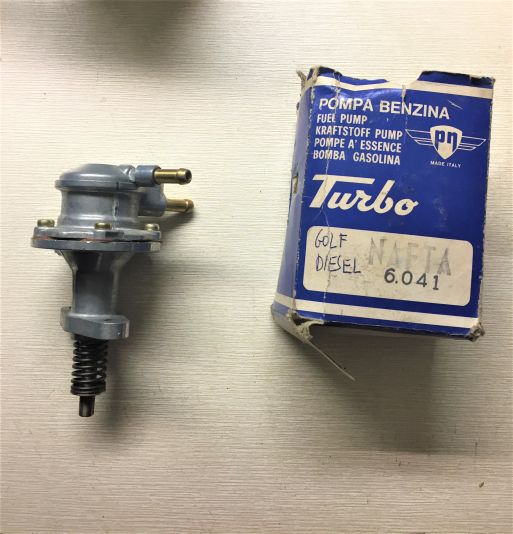 POMPA BENZINA
FUEL PUMP
KRAFTSTOFF PUMP
POMPE A' ESSENCE
BOMBA GASOLINA
pn
MADE ITALY
Turbo
GOLF
DIESEL
NAFTA
6.041